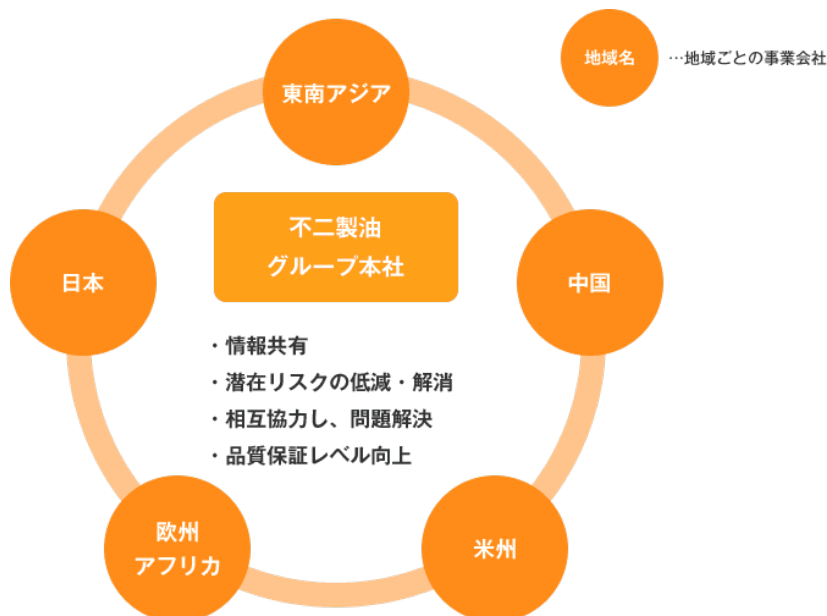 東南アジア
地域名
…地域ごとの事業会社
不二製油
グループ本社
日本
中国
・情報共有
・潜在リスクの低減・解消
・相互協力し、問題解決
・品質保証レベル向上
欧州
アフリカ
米州